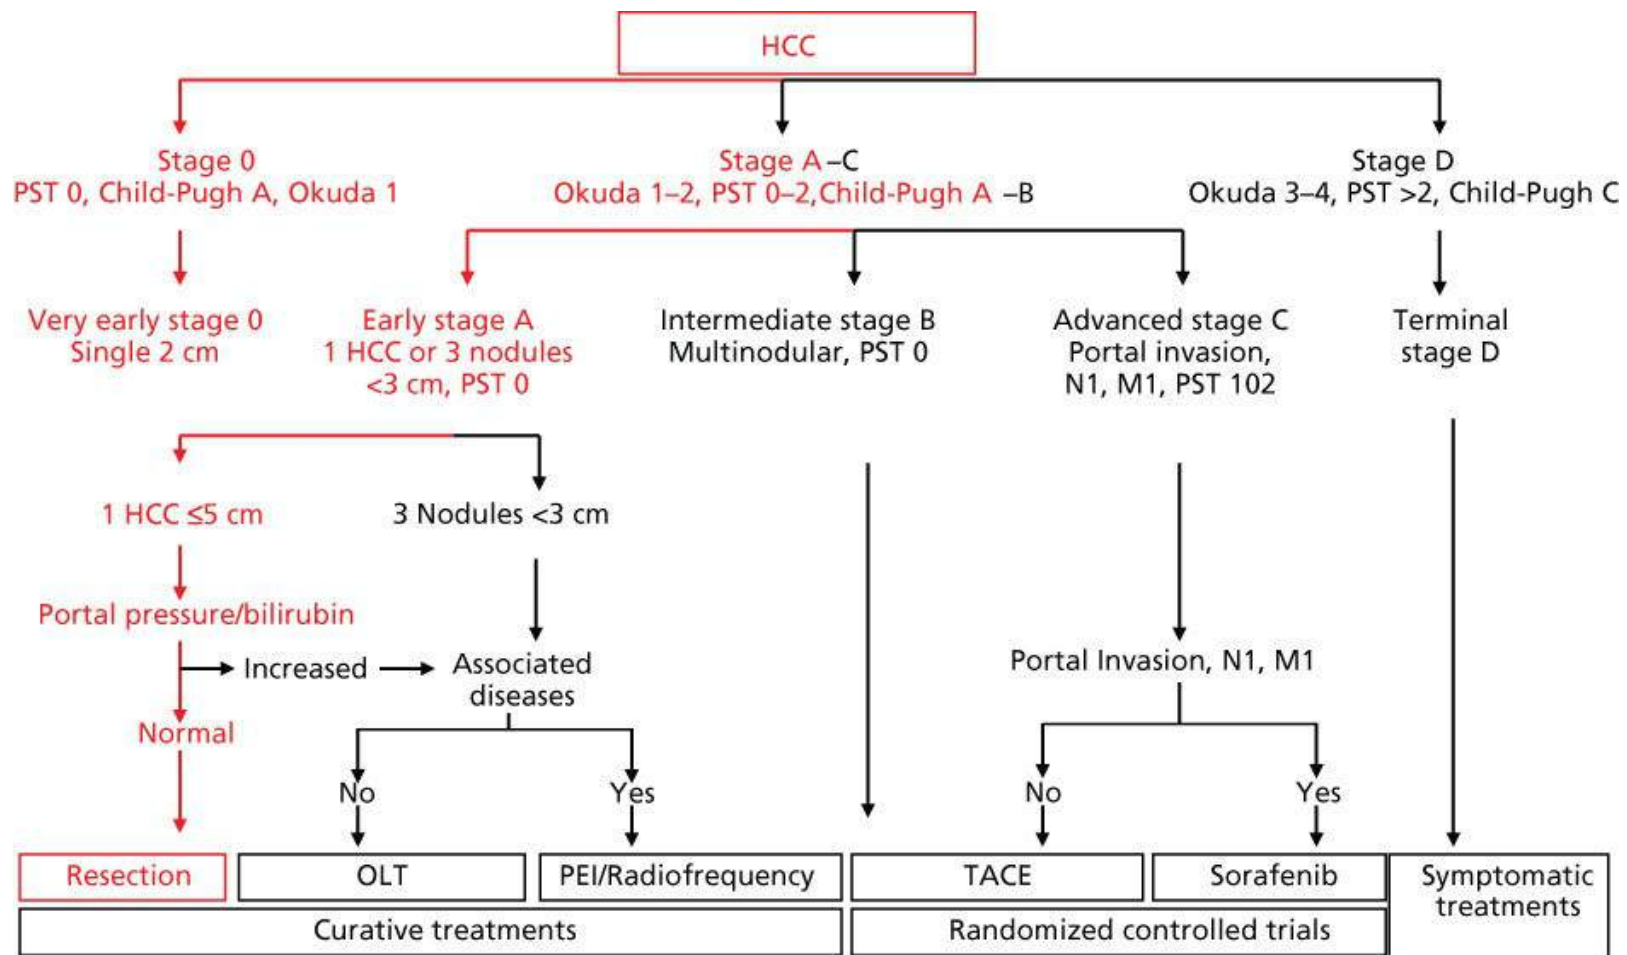 HCC
Stage 0
PST 0, Child-Pugh A, Okuda 1
Stage A –C
Okuda 1–2, PST 0–2,Child-Pugh A –B
Stage D
Okuda 3–4, PST >2, Child-Pugh C
Very early stage 0
Single 2 cm
Early stage A
1 HCC or 3 nodules
<3 cm, PST 0
Intermediate stage B
Multinodular, PST 0
Advanced stage C
Portal invasion,
N1, M1, PST 102
Terminal
stage D
1 HCC ≤5 cm
3 Nodules <3 cm
Portal pressure/bilirubin
Increased
Associated
diseases
Portal Invasion, N1, M1
Normal
No
Yes
No
Yes
Resection
OLT
PEI/Radiofrequency
TACE
Sorafenib
Symptomatic
treatments
Curative treatments
Randomized controlled trials